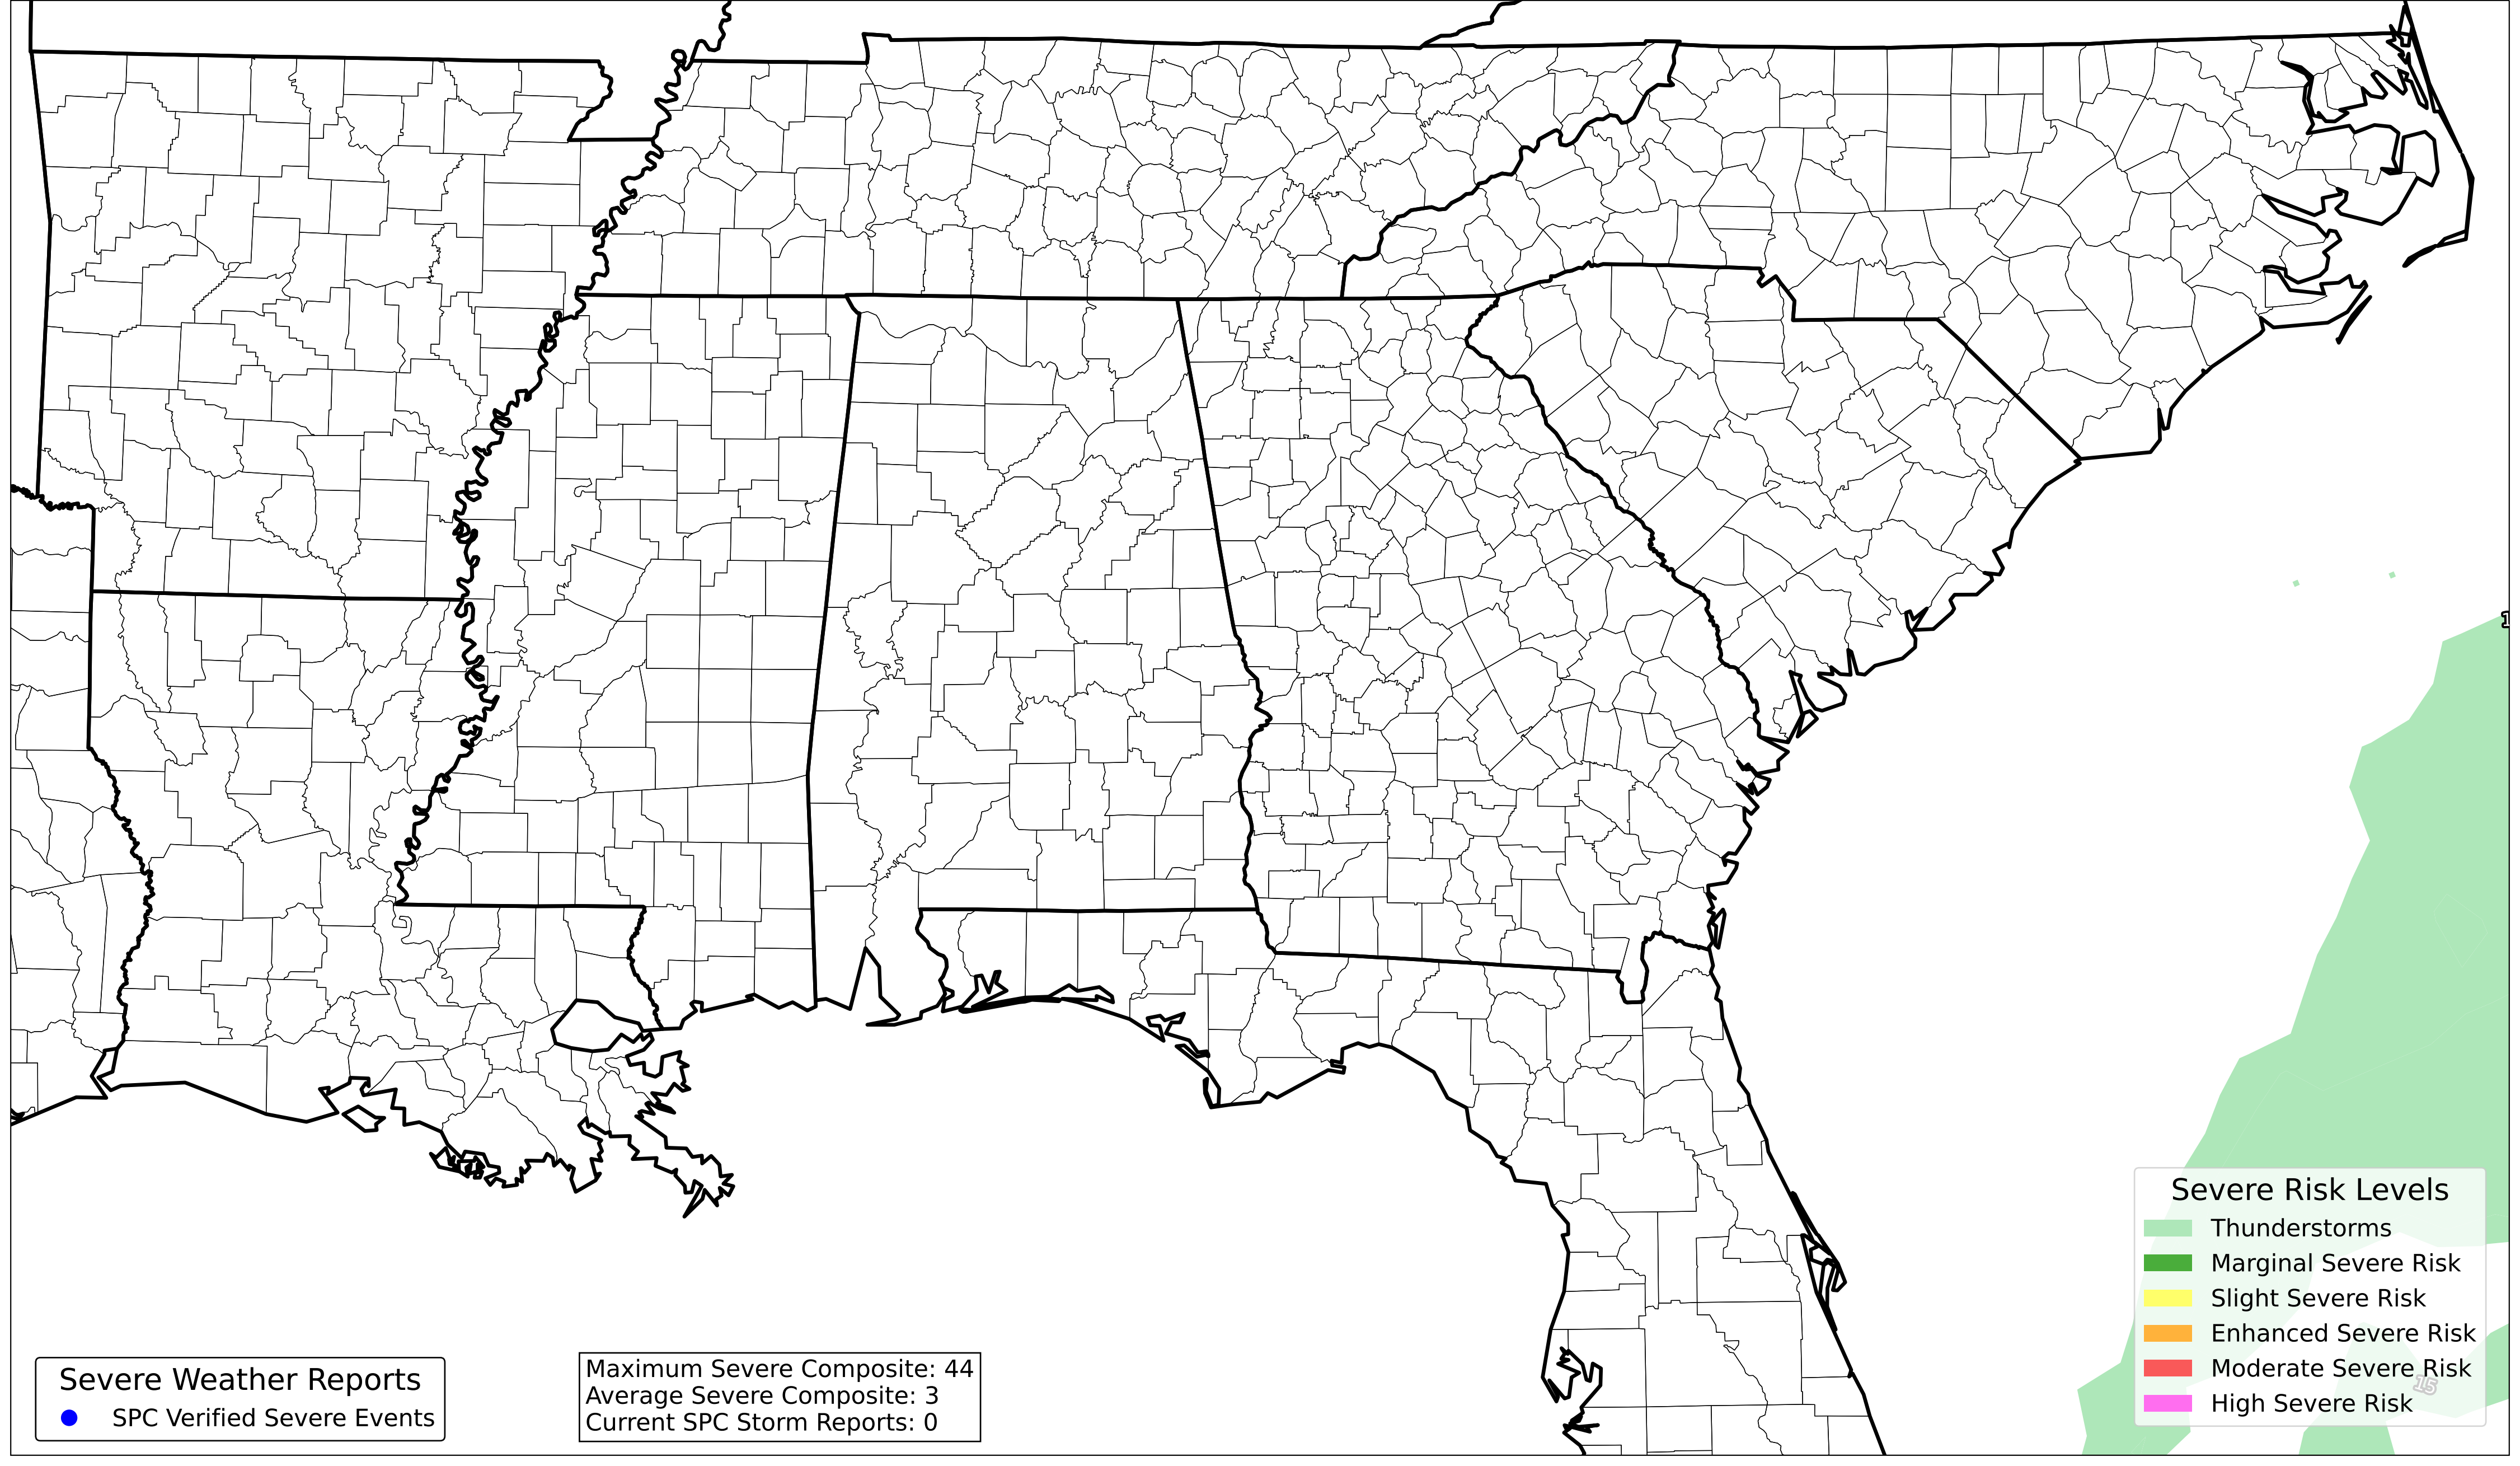 Severe Risk Levels
Thunderstorms
Marginal Severe Risk
Slight Severe Risk
Enhanced Severe Risk
Moderate Severe Risk
15
High Severe Risk
Severe Weather Reports
SPC Verified Severe Events
Maximum Severe Composite: 44
Average Severe Composite: 3
Current SPC Storm Reports: 0